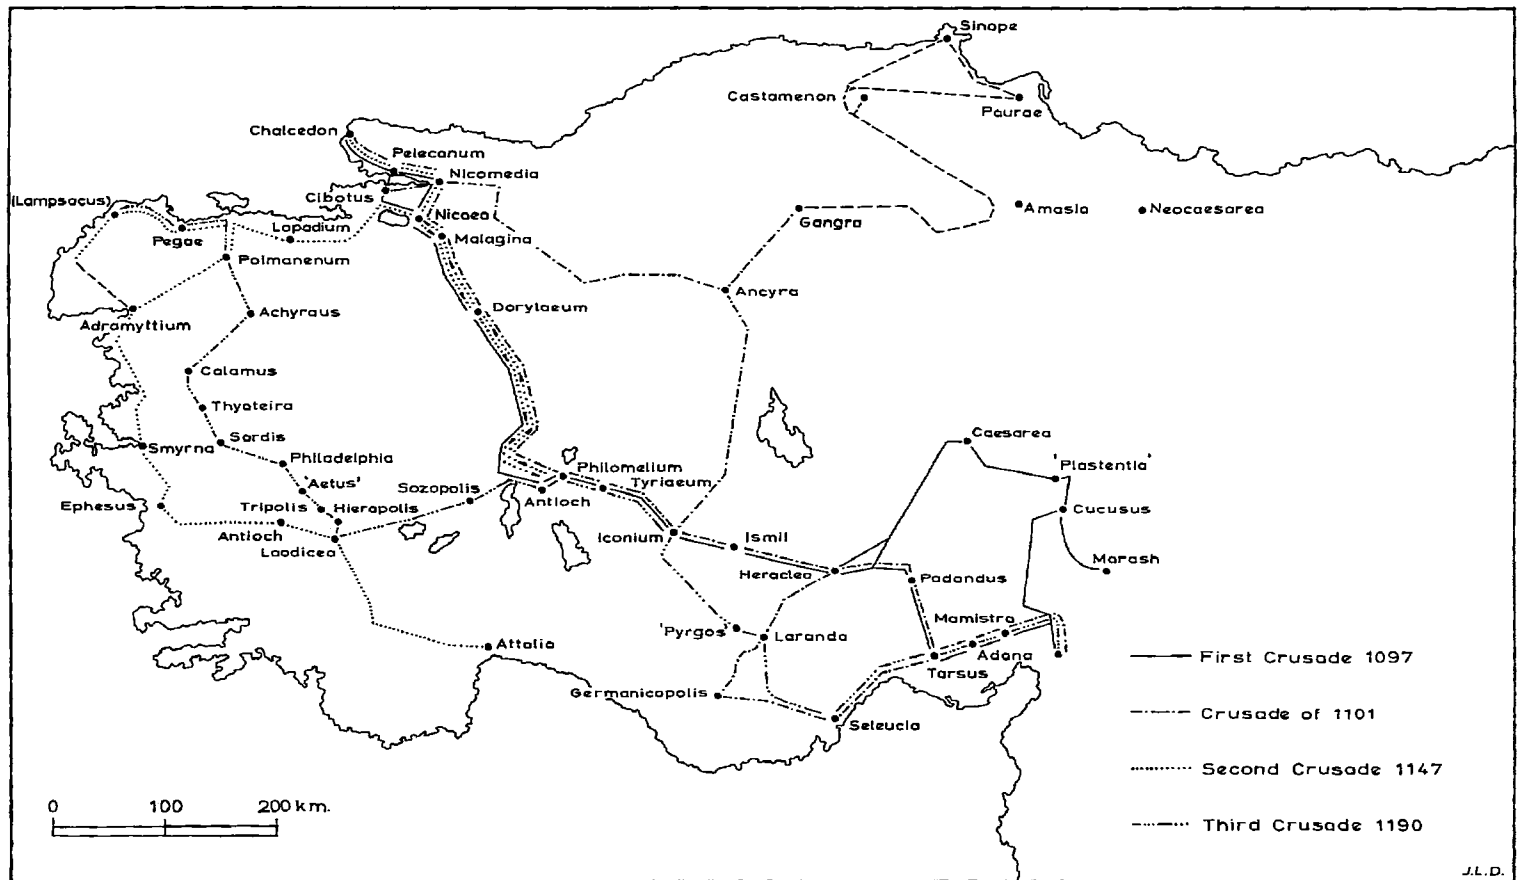 Sinope
Castamenon
Paurae
Chalcedon
Pelecanum
Nicomedia
(Lampsacus)
Cibotus
Nicaea
Amasia
Neocaesarea
Gangra
Pegae
Lopadium
Malagina
Polmanenum
Ancyra
Dorylaeum
Achyraus
Adramyttium
Calamus
Thyateira
Sardis
Smyrna
Philadelphia
Caesarea
'Plastentia'
Philomelium
Tyriaeum
'Aetus'
Sozopolis
Antioch
Ephesus
Tripolis
Hierapolis
Cucusus
Antioch
Laodicea
Iconium
Ismil
Marash
Heraclea
Padandus
Mamistra
'Pyrgos'
Laranda
Attalia
Adana
Tarsus
Germanicopolis
Seleucia
First Crusade 1097
Crusade of 1101
Second Crusade 1147
Third Crusade 1190
0 100 200 km.
J.L.D.